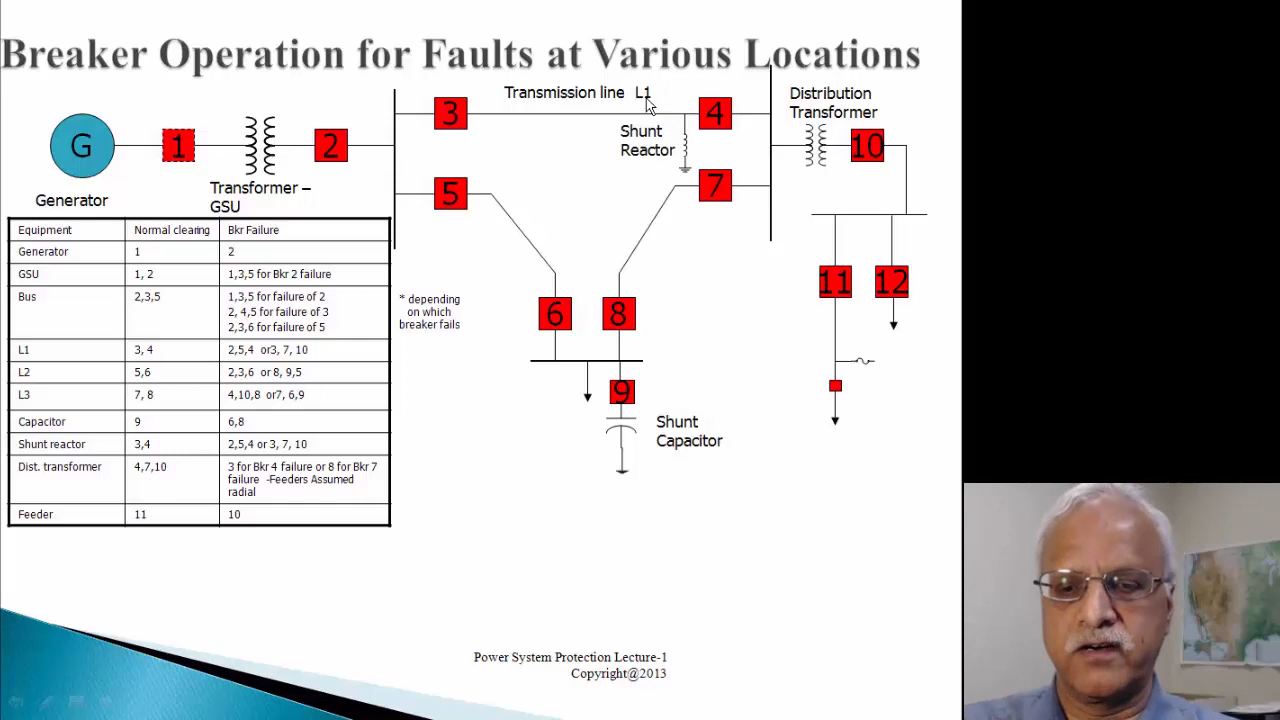 Breaker Operation for Faults at Various Locations
Transmission line L1
Distribution
Transformer
3
4
Shunt
Reactor
G
1
2
10
Transformer –
GSU
Generator
5
7
Equipment Normal clearing Bkr Failure
Generator 1 2
GSU 1, 2 1,3,5 for Bkr 2 failure
Bus 2,3,5 1,3,5 for failure of 2
2, 4,5 for failure of 3
2,3,6 for failure of 5
L1 3, 4 2,5,4 or3, 7, 10
L2 5,6 2,3,6 or 8, 9,5
L3 7, 8 4,10,8 or7, 6,9
Capacitor 9 6,8
Shunt reactor 3,4 2,5,4 or 3, 7, 10
Dist. transformer 4,7,10 3 for Bkr 4 failure or 8 for Bkr 7
failure -Feeders Assumed
radial
Feeder 11 10
* depending
on which
breaker fails
6
8
11
12
9
Shunt
Capacitor
Power System Protection Lecture-1
Copyright@2013